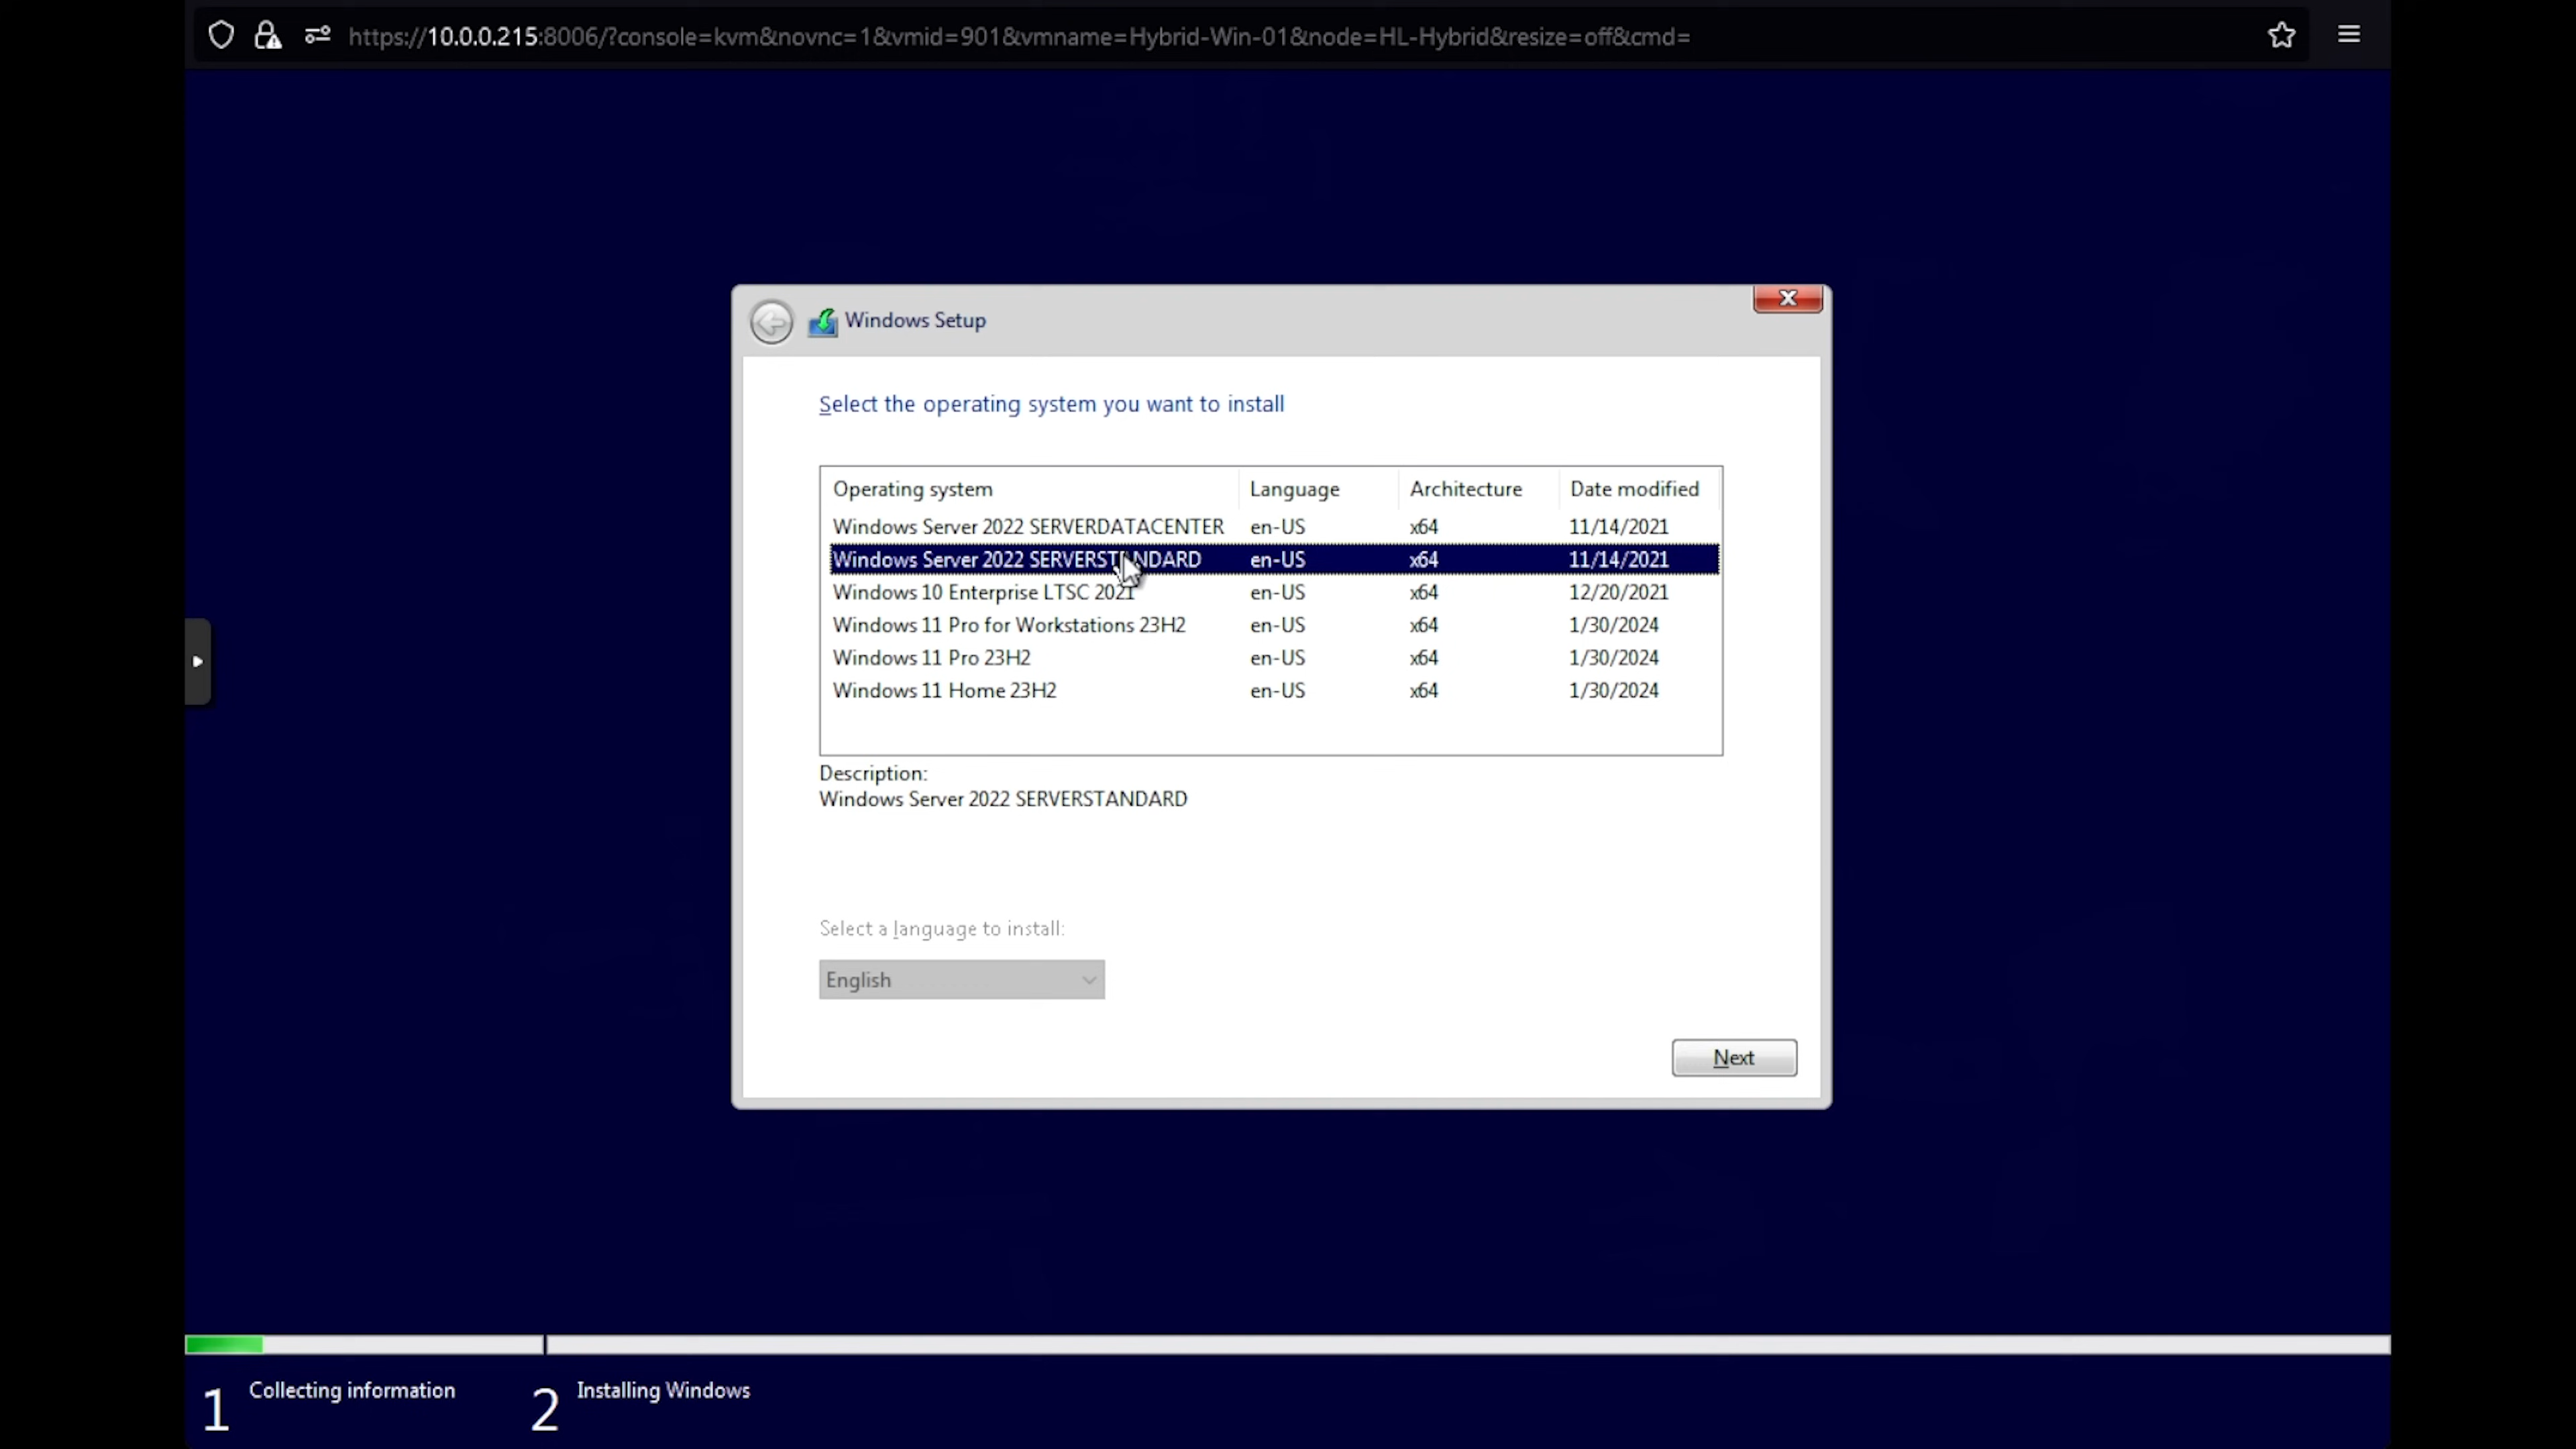 https://10.0.0.215:8006/?console=kvm&novnc=1&vmid=901&vmname=Hybrid-Win-01&node=HL-Hybrid&resize=off&cmd=
Windows Setup
Select the operating system you want to install
Operating system Language Architecture Date modified
Windows Server 2022 SERVERDATACENTER en-US x64 11/14/2021
Windows Server 2022 SERVERSTANDARD en-US x64 11/14/2021
Windows 10 Enterprise LTSC 2021 en-US x64 12/20/2021
Windows 11 Pro for Workstations 23H2 en-US x64 1/30/2024
Windows 11 Pro 23H2 en-US x64 1/30/2024
Windows 11 Home 23H2 en-US x64 1/30/2024
Description:
Windows Server 2022 SERVERSTANDARD
Select a language to install:
English
Next
1 Collecting information 2 Installing Windows